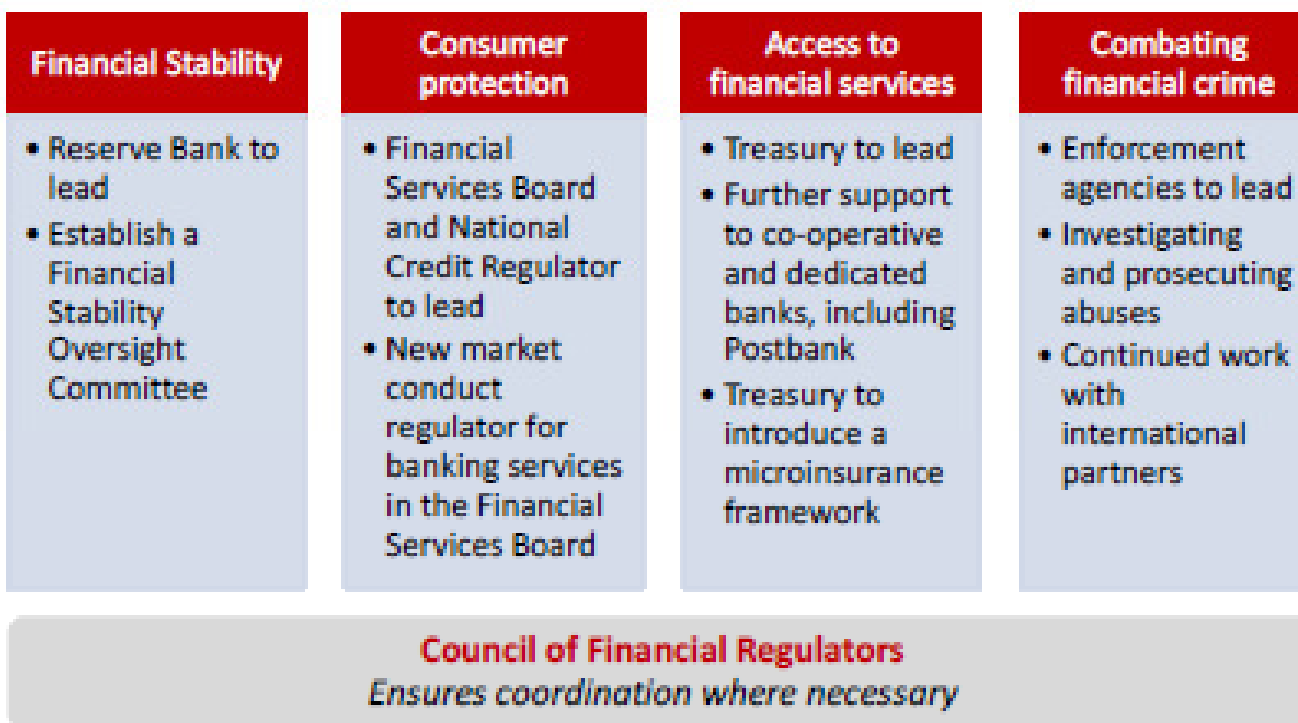 Financial Stability
• Reserve Bank to
lead
• Establish a
Financial
Stability
Oversight
Committee
Consumer
protection
• Financial
Services Board
and National
Credit Regulator
to lead
• New market
conduct
regulator for
banking services
in the Financial
Services Board
Access to
financial services
• Treasury to lead
• Further support
to co-operative
and dedicated
banks, including
Postbank
• Treasury to
introduce a
microinsurance
framework
Combating
financial crime
• Enforcement
agencies to lead
• Investigating
and prosecuting
abuses
• Continued work
with
international
partners
Council of Financial Regulators
Ensures coordination where necessary